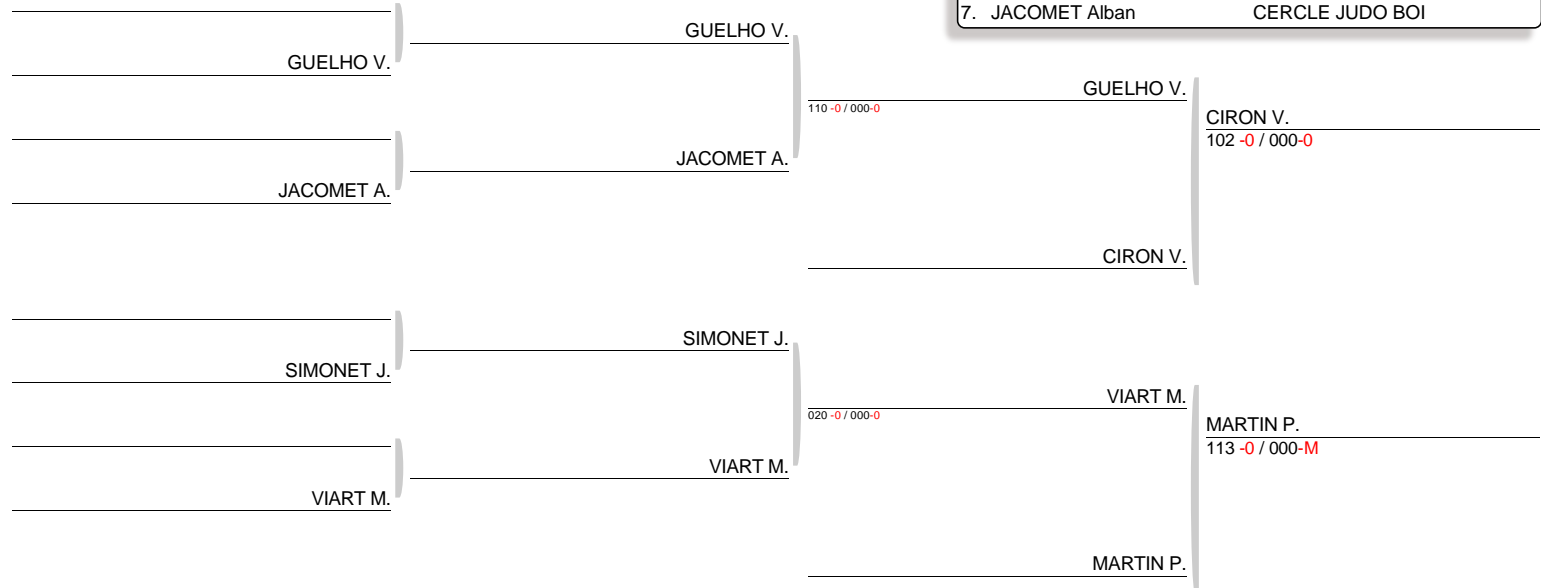 7. JACOMET Alban CERCLE JUDO BOI
GUELHO V.
GUELHO V.
GUELHO V.
110 -0 / 000-0
CIRON V.
102 -0 / 000-0
JACOMET A.
JACOMET A.
CIRON V.
SIMONET J.
SIMONET J.
VIART M.
020 -0 / 000-0
MARTIN P.
113 -0 / 000-M
VIART M.
VIART M.
MARTIN P.